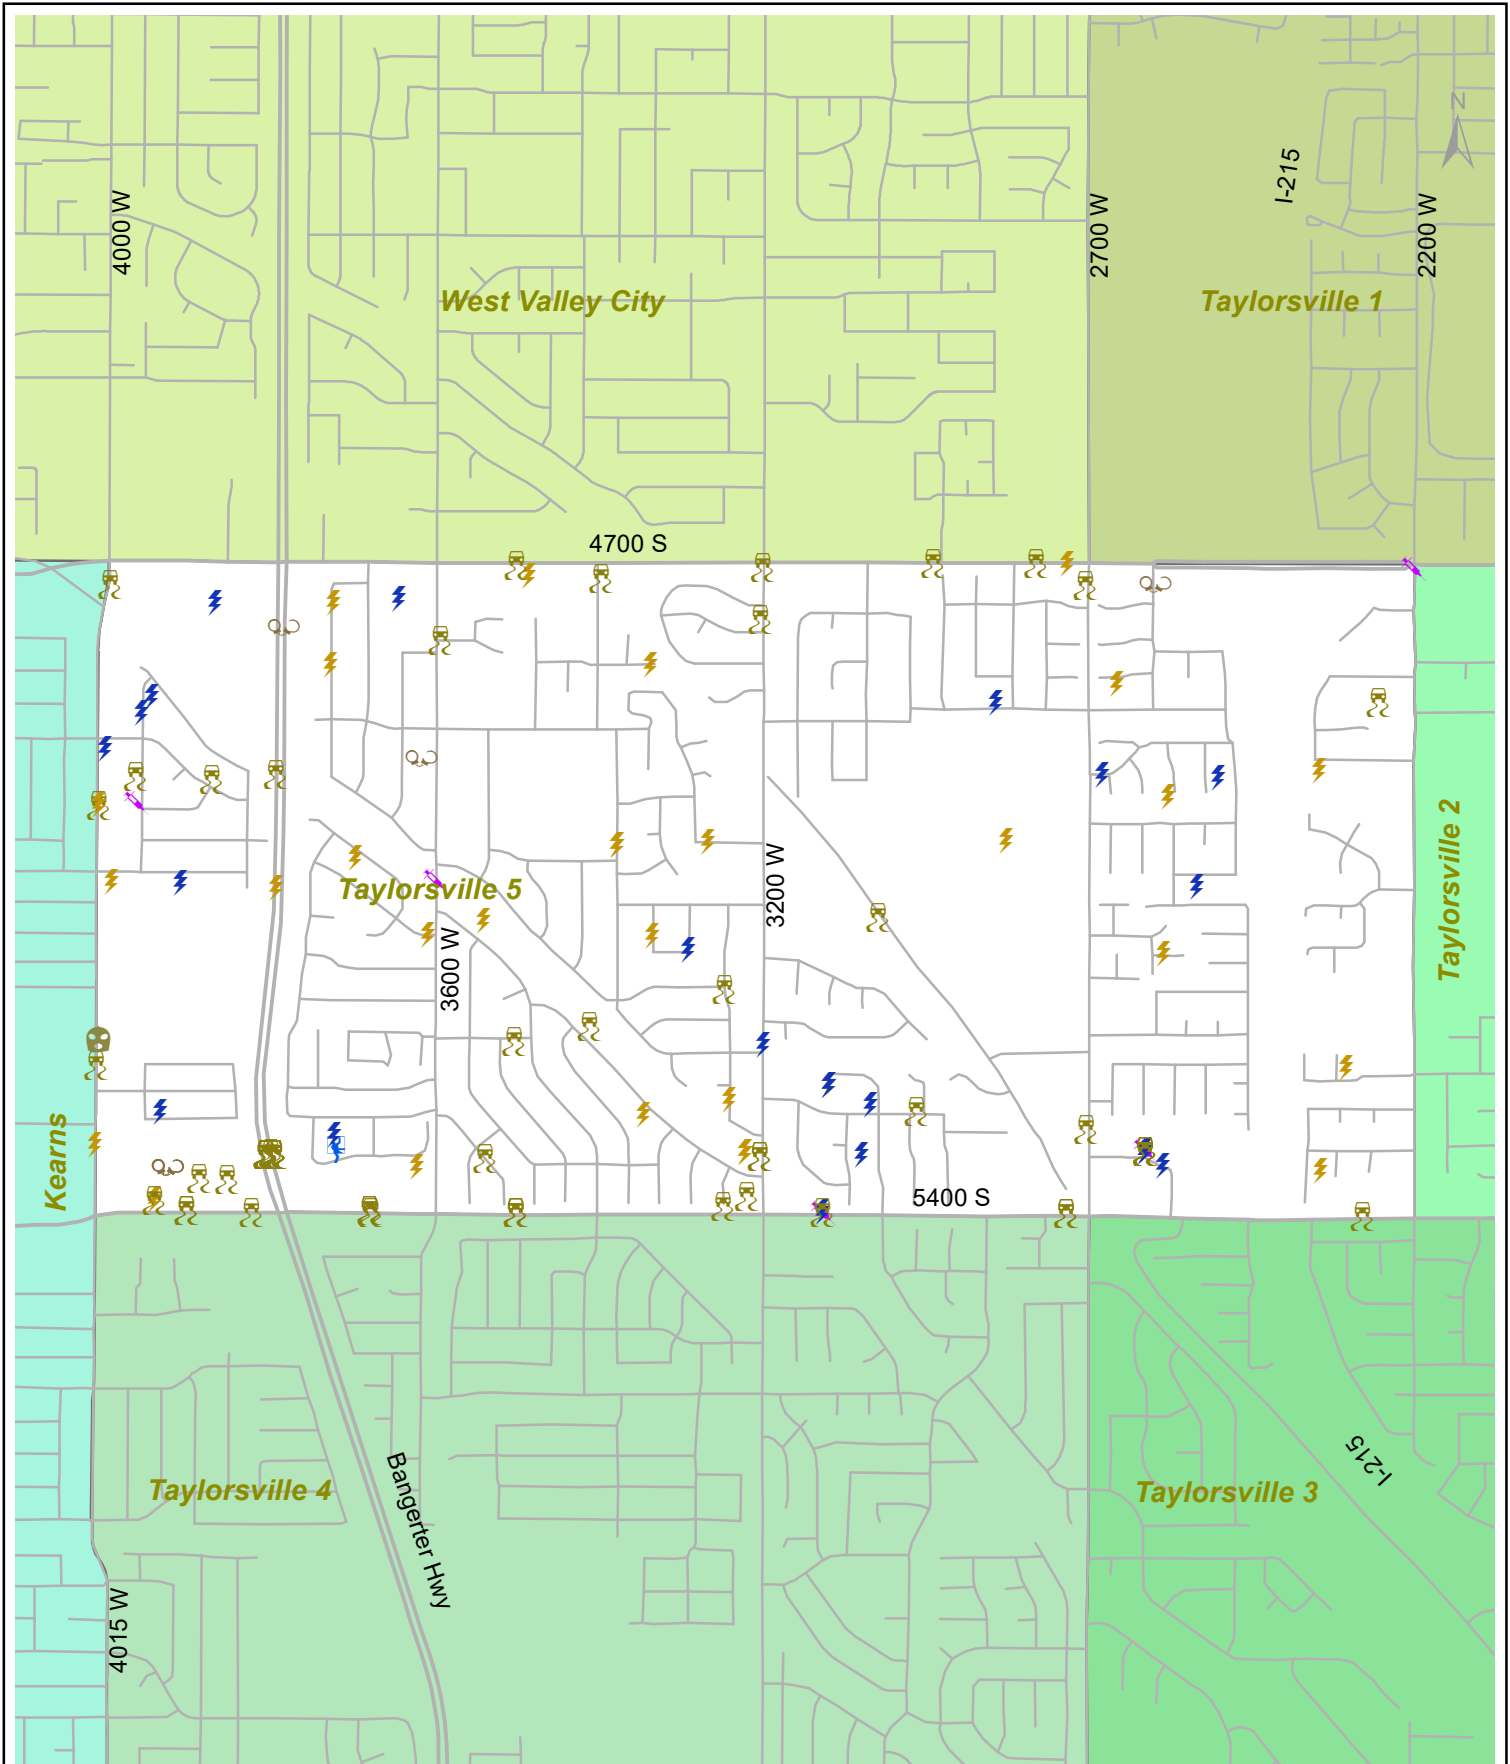 N
I-215
4000 W
2700 W
2200 W
West Valley City
Taylorsville 1
4700 S
Taylorsville 2
3200 W
Taylorsville 5
3600 W
Kearns
5400 S
I-215
Taylorsville 4
Taylorsville 3
Bangerter Hwy
4015 W